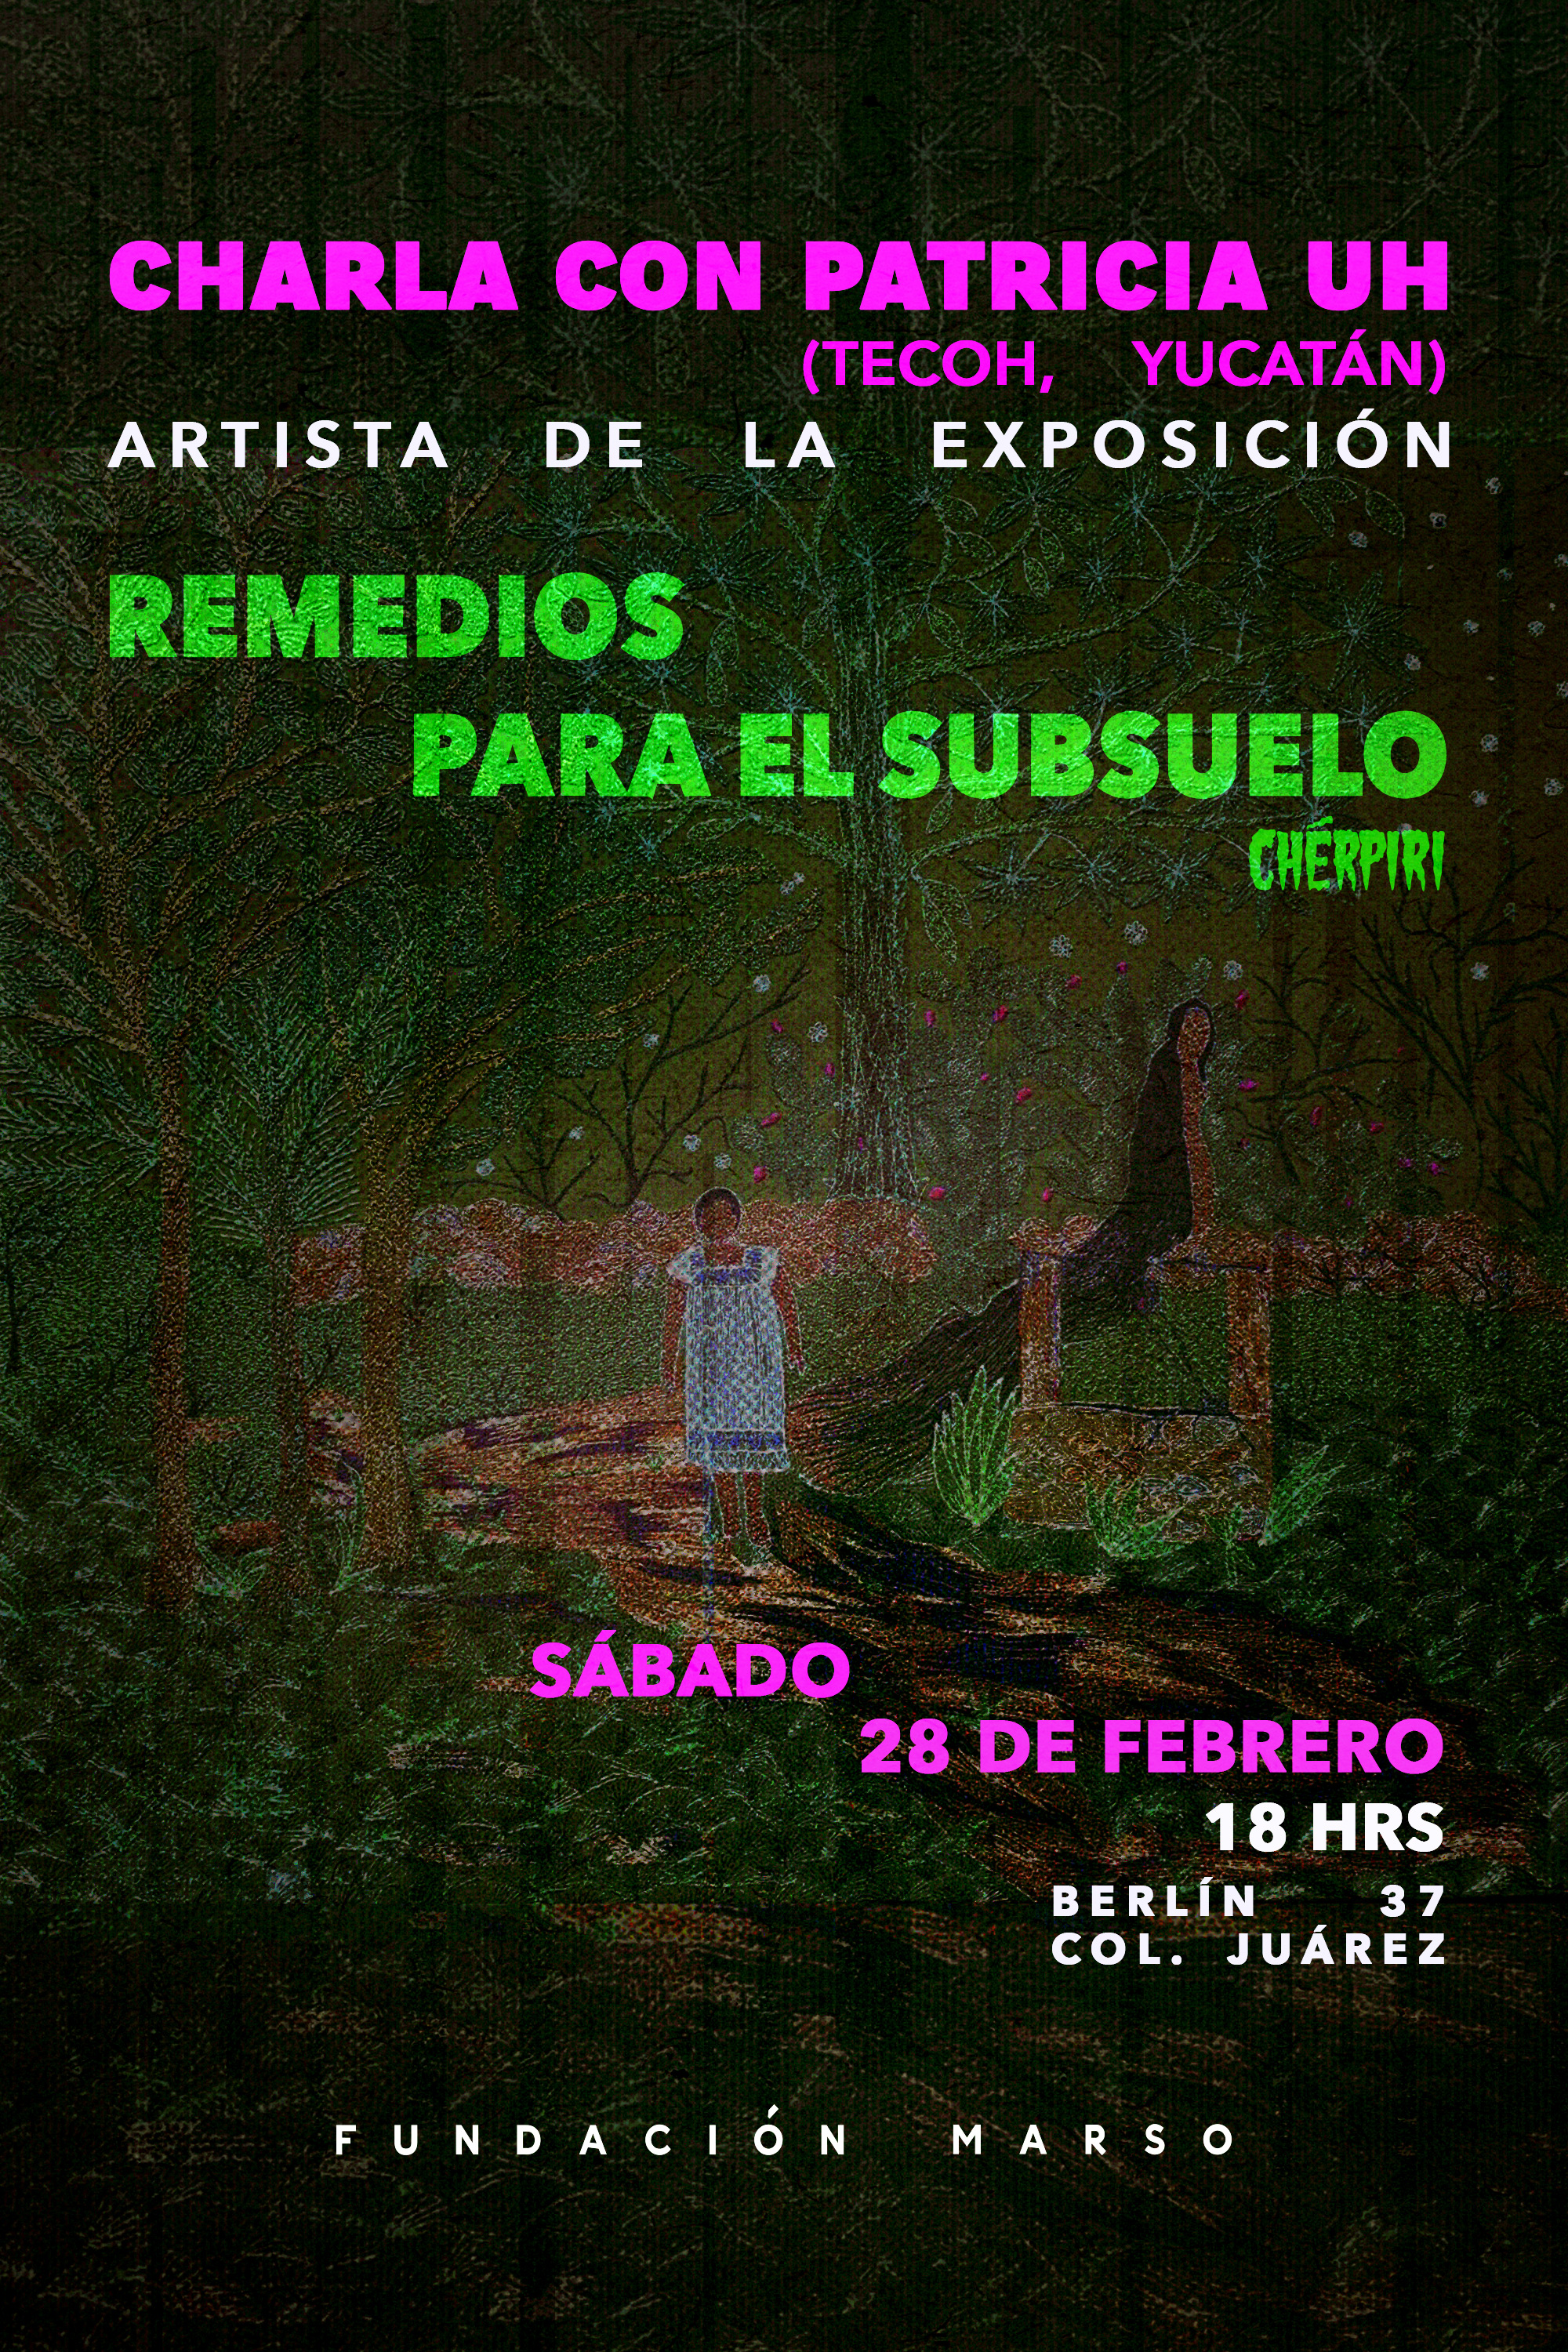 CHARLA CON PATRICIA UH
(TECOH, YUCATÁN)
ARTISTA DE LA EXPOSICIÓN
REMEDIOS
PARA EL SUBSUELO
CHÉRPIRI
SÁBADO
28 DE FEBRERO
18 HRS
BERLÍN 37
COL. JUÁREZ
FUNDACIÓN MARSO